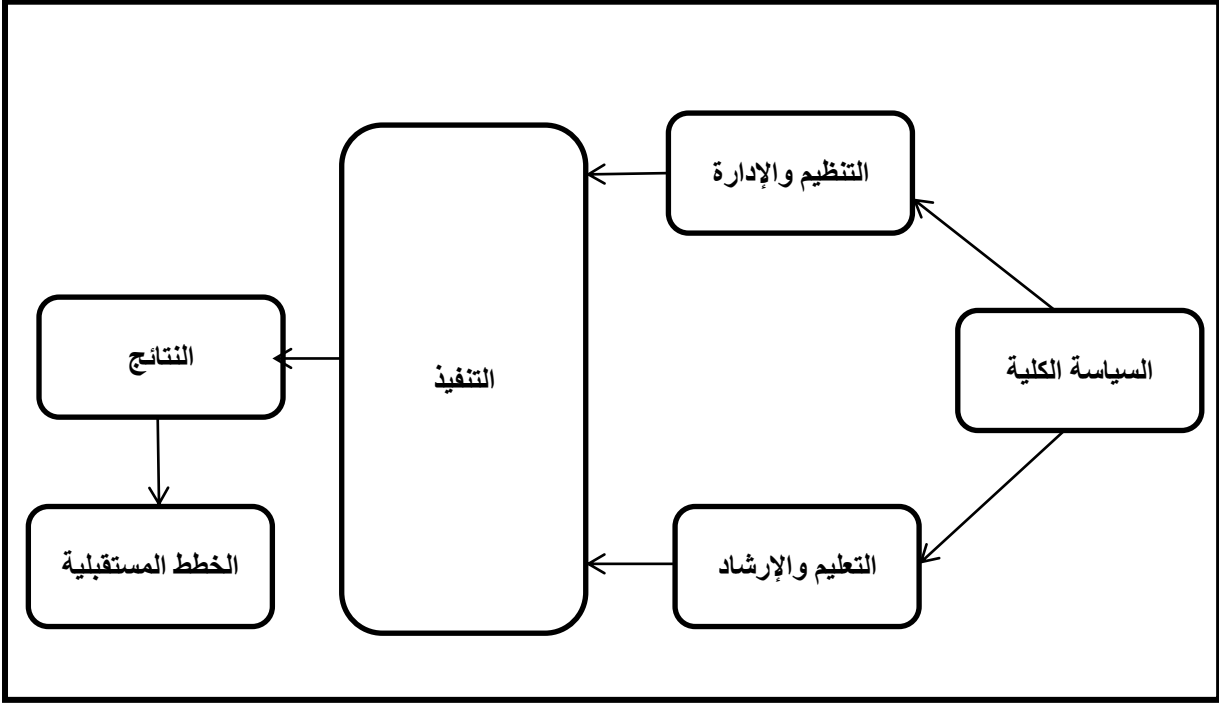 السياسة الكلية
التنظيم والإدارة
التعليم والإرشاد
التنفيذ
النتائج
الخطط المستقبلية